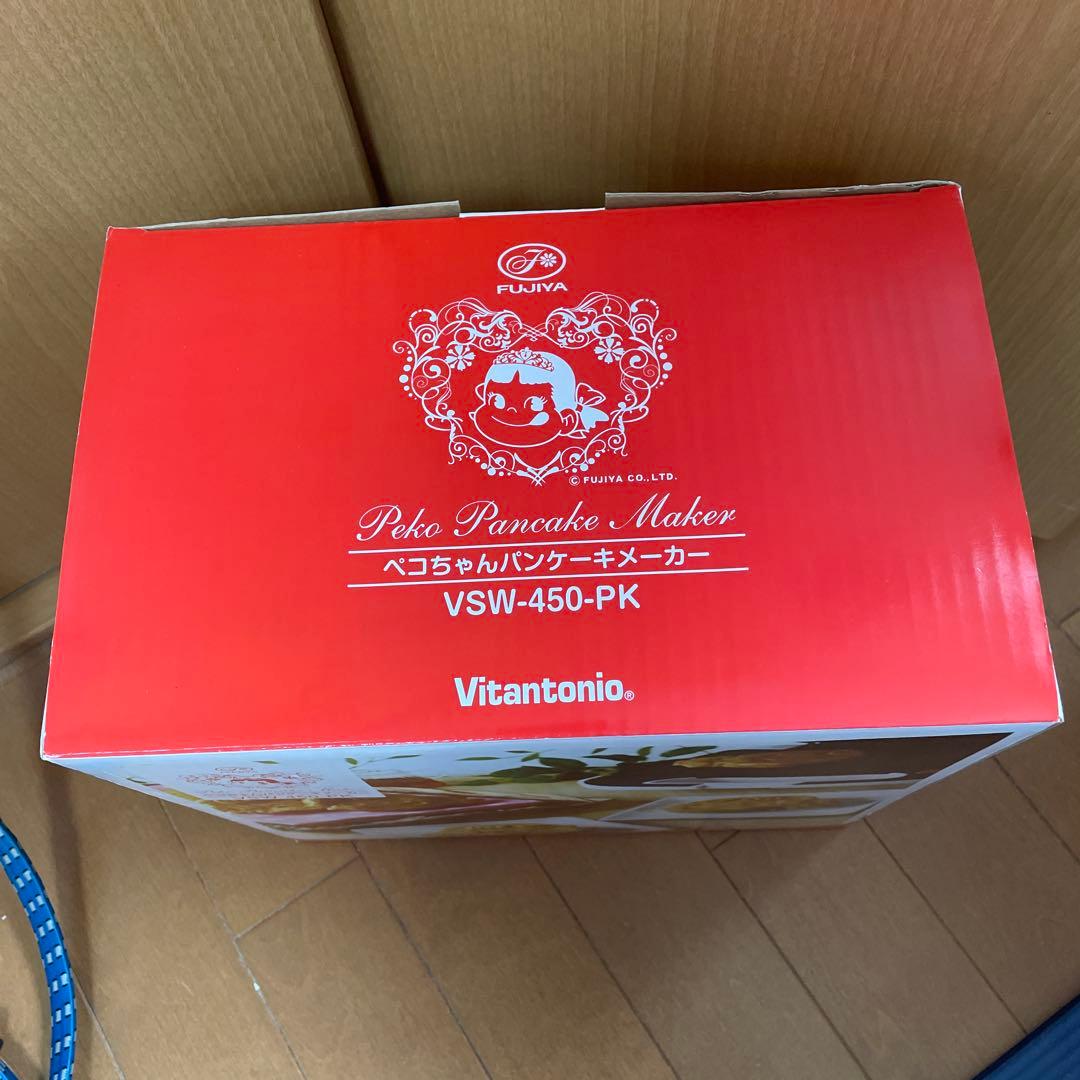 FUJIYA
© FUJIYA CO.,LTD.
Peko Pancake Maker
ペコちゃんパンケーキメーカー
VSW-450-PK
Vitantonio®